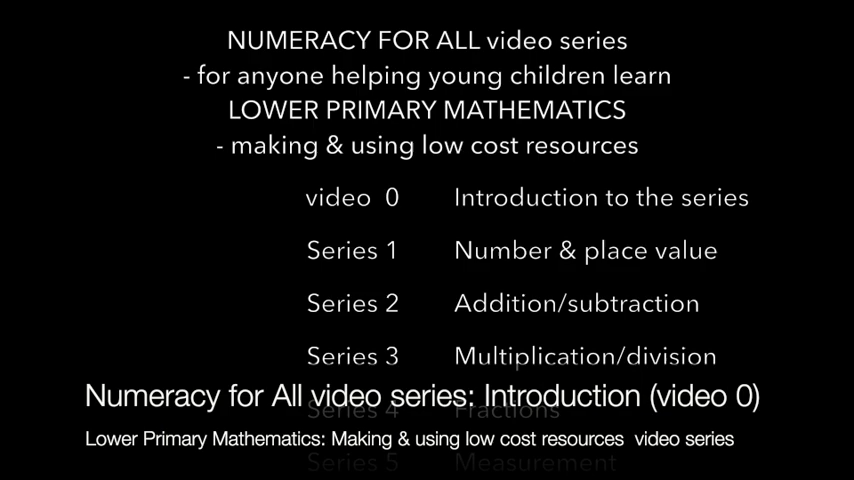 NUMERACY FOR ALL video series
- for anyone helping young children learn
LOWER PRIMARY MATHEMATICS
- making & using low cost resources
video 0 Introduction to the series
Series 1 Number & place value
Series 2 Addition/subtraction
Series 3 Multiplication/division
Numeracy for All video series: Introduction (video 0)
Series 4 Fractions
Lower Primary Mathematics: Making & using low cost resources video series
Series 5 Measurement